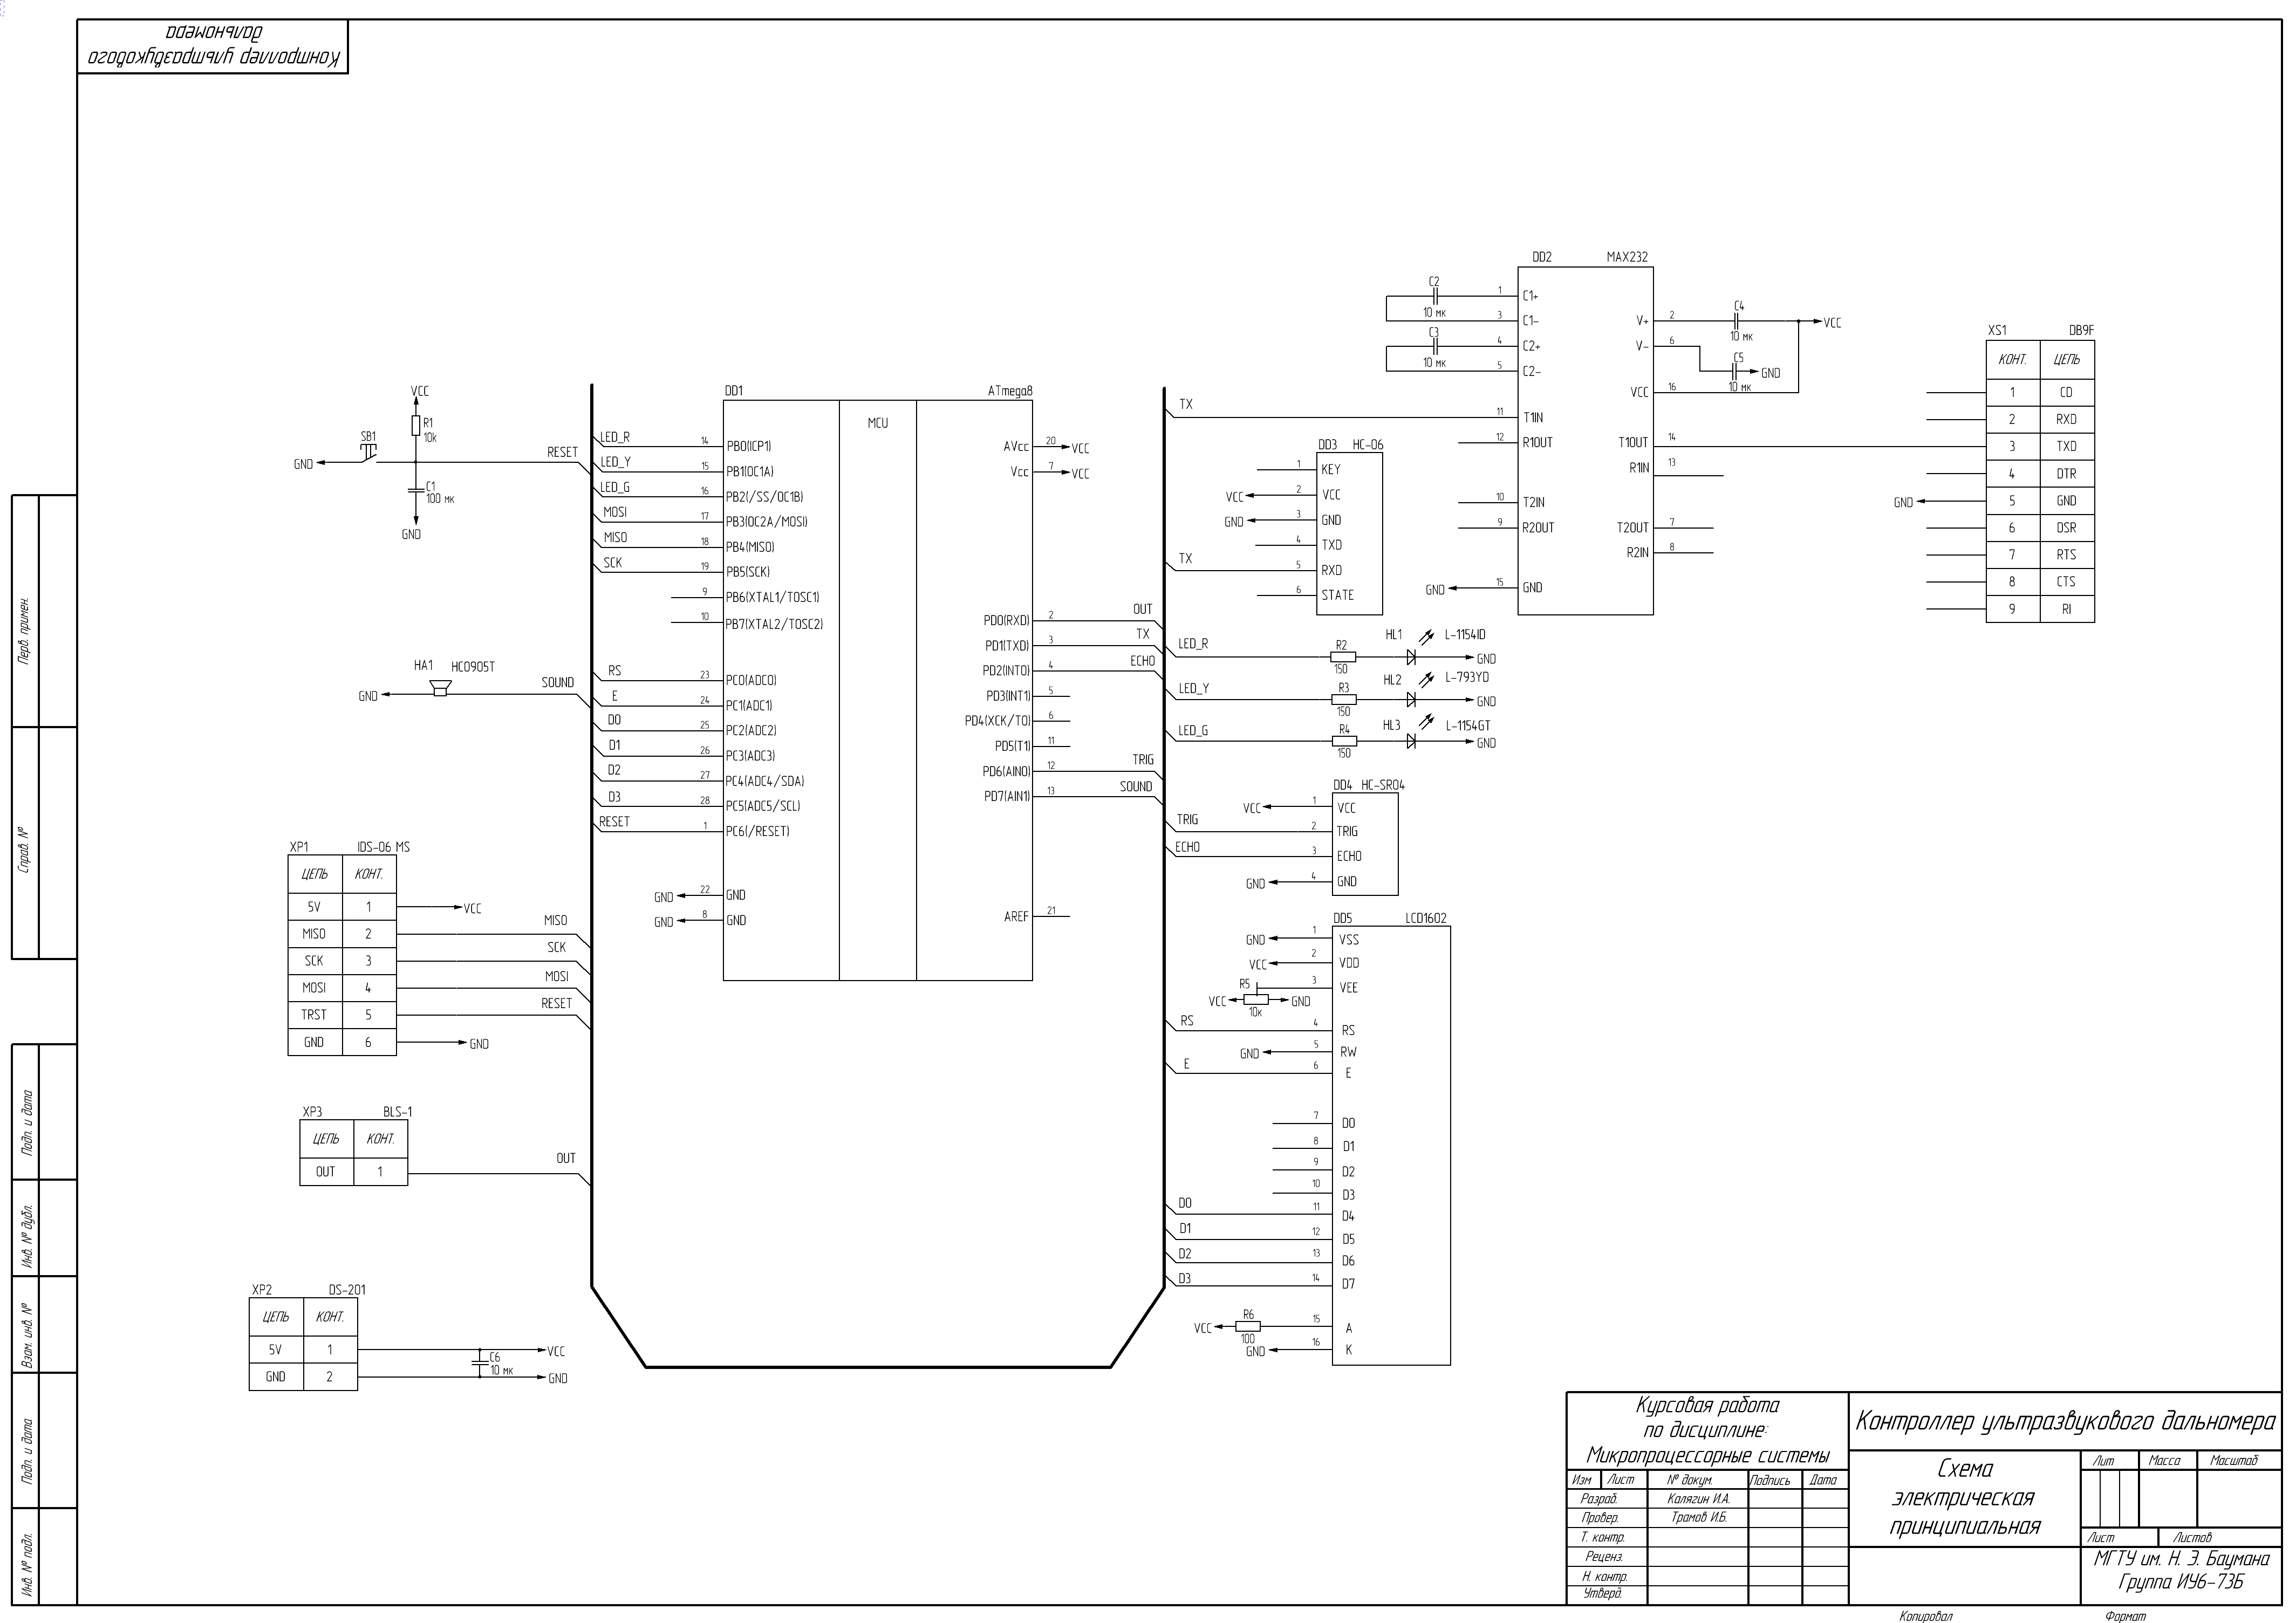 Контроллер ультразвукового
дальномера
Перв. примен.
Справ. №
Подп. и дата
Инв. № дубл.
Взам. инв. №
Подп. и дата
Инв. № подл.
VCC
R1
10k
SB1
GND
RESET
C1
100 мк
GND
HA1 HC0905T
GND
SOUND
XP1 IDS-06 MS
ЦЕПЬ КОНТ.
5V 1 VCC
MISO 2 MISO
SCK 3 SCK
MOSI 4 MOSI
TRST 5 RESET
GND 6 GND
XP3 BLS-1
ЦЕПЬ КОНТ.
OUT 1 OUT
XP2 DS-201
ЦЕПЬ КОНТ.
5V 1 VCC
C6
10 мк
GND 2 GND
DD1 ATmega8
MCU
LED_R 14 PB0(ICP1)
LED_Y 15 PB1(OC1A)
LED_G 16 PB2(/SS/OC1B)
MOSI 17 PB3(OC2A/MOSI)
MISO 18 PB4(MISO)
SCK 19 PB5(SCK)
9 PB6(XTAL1/TOSC1)
10 PB7(XTAL2/TOSC2)
RS 23 PC0(ADC0)
E 24 PC1(ADC1)
D0 25 PC2(ADC2)
D1 26 PC3(ADC3)
D2 27 PC4(ADC4/SDA)
D3 28 PC5(ADC5/SCL)
RESET 1 PC6(/RESET)
GND 22 GND
GND 8 GND
AVcc 20 VCC
Vcc 7 VCC
PD0(RXD) 2 OUT
PD1(TXD) 3 TX
PD2(INT0) 4 ECHO
PD3(INT1) 5
PD4(XCK/T0) 6
PD5(T1) 11
PD6(AIN0) 12 TRIG
PD7(AIN1) 13 SOUND
AREF 21
DD2 MAX232
C2
10 мк
1 C1+
3 C1-
C3
10 мк
4 C2+
5 C2-
TX 11 T1IN
12 R1OUT
10 T2IN
9 R2OUT
GND 15 GND
V+ 2 C4
10 мк
VCC
V- 6 C5
10 мк
GND
VCC 16
T1OUT 14
R1IN 13
T2OUT 7
R2IN 8
XS1 DB9F
КОНТ. ЦЕПЬ
1 CD
2 RXD
3 TXD
4 DTR
GND 5 GND
6 DSR
7 RTS
8 CTS
9 RI
DD3 HC-06
1 KEY
VCC 2 VCC
GND 3 GND
4 TXD
TX 5 RXD
6 STATE
LED_R R2 150 HL1 L-1154ID GND
LED_Y R3 150 HL2 L-793YD GND
LED_G R4 150 HL3 L-1154GT GND
DD4 HC-SR04
VCC 1 VCC
TRIG 2 TRIG
ECHO 3 ECHO
GND 4 GND
DD5 LCD1602
GND 1 VSS
VCC 2 VDD
R5 3 VEE
VCC GND
10к
RS 4 RS
GND 5 RW
E 6 E
7 D0
8 D1
9 D2
10 D3
D0 11 D4
D1 12 D5
D2 13 D6
D3 14 D7
R6
VCC 15 A
100
GND 16 K
Курсовая работа
по дисциплине:
Микропроцессорные системы
Контроллер ультразвукового дальномера
Изм Лист № докум. Подпись Дата
Разраб. Калягин И.А.
Провер. Трамов И.Б.
Т. контр.
Реценз.
Н. контр.
Утверд.
Схема
электрическая
принципиальная
Лит Масса Масштаб
Лист Листов
МГТУ им. Н. Э. Баумана
Группа ИУ6-73Б
Копировал Формат